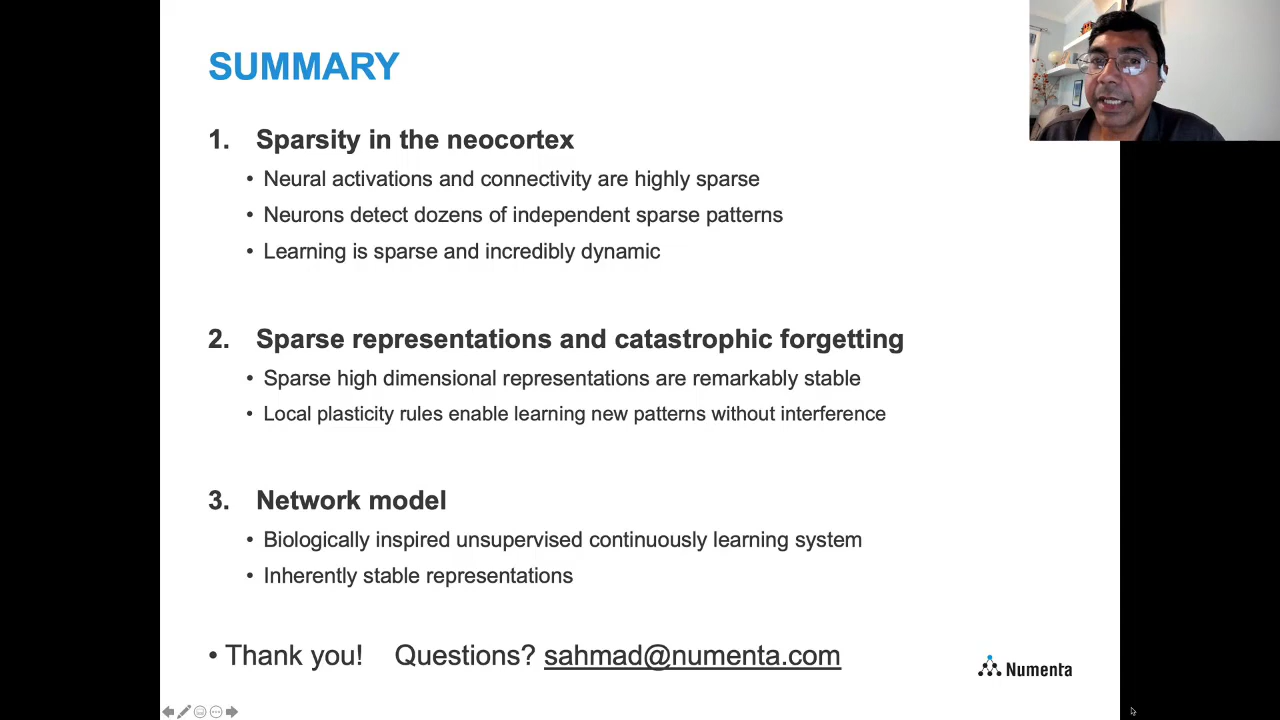 SUMMARY
1. Sparsity in the neocortex
• Neural activations and connectivity are highly sparse
• Neurons detect dozens of independent sparse patterns
• Learning is sparse and incredibly dynamic
2. Sparse representations and catastrophic forgetting
• Sparse high dimensional representations are remarkably stable
• Local plasticity rules enable learning new patterns without interference
3. Network model
• Biologically inspired unsupervised continuously learning system
• Inherently stable representations
• Thank you! Questions? sahmad@numenta.com
Numenta